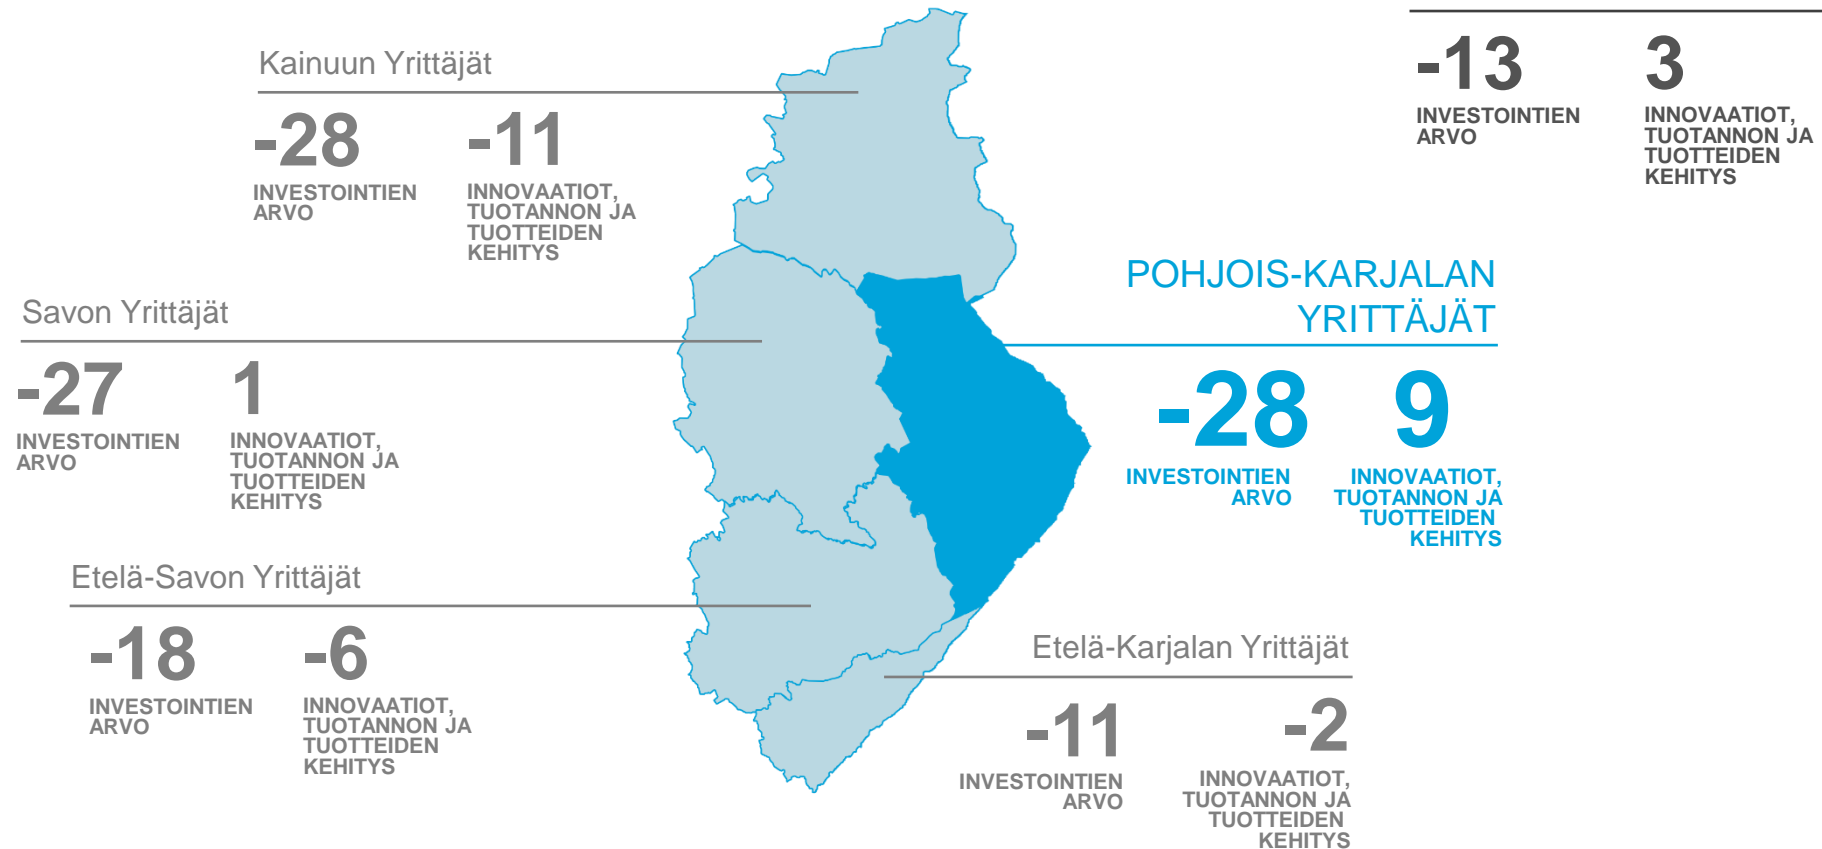 Kainuun Yrittäjät
-28
INVESTOINTIEN
ARVO
-11
INNOVAATIOT,
TUOTANNON JA
TUOTTEIDEN
KEHITYS
-13
INVESTOINTIEN
ARVO
3
INNOVAATIOT,
TUOTANNON JA
TUOTTEIDEN
KEHITYS
Savon Yrittäjät
-27
INVESTOINTIEN
ARVO
1
INNOVAATIOT,
TUOTANNON JA
TUOTTEIDEN
KEHITYS
POHJOIS-KARJALAN
YRITTÄJÄT
-28
INVESTOINTIEN
ARVO
9
INNOVAATIOT,
TUOTANNON JA
TUOTTEIDEN
KEHITYS
Etelä-Savon Yrittäjät
-18
INVESTOINTIEN
ARVO
-6
INNOVAATIOT,
TUOTANNON JA
TUOTTEIDEN
KEHITYS
Etelä-Karjalan Yrittäjät
-11
INVESTOINTIEN
ARVO
-2
INNOVAATIOT,
TUOTANNON JA
TUOTTEIDEN
KEHITYS